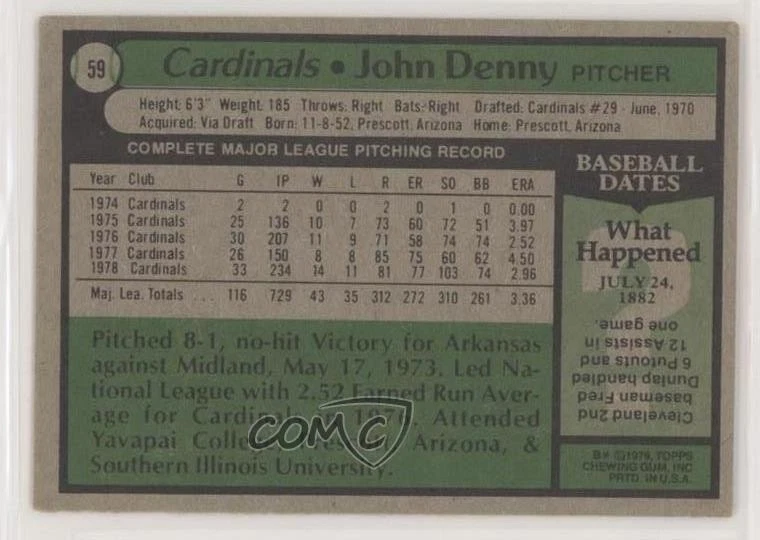 59
Cardinals • John Denny PITCHER
Height: 6'3" Weight: 185 Throws: Right Bats: Right Drafted: Cardinals #29 - June, 1970
Acquired: Via Draft Born: 11-8-52, Prescott, Arizona Home: Prescott, Arizona
COMPLETE MAJOR LEAGUE PITCHING RECORD
Year Club G IP W L R ER SO BB ERA
1974 Cardinals 2 2 0 0 2 0 1 0 0.00
1975 Cardinals 25 136 10 7 73 60 72 51 3.97
1976 Cardinals 30 207 11 9 71 58 74 74 2.52
1977 Cardinals 26 150 8 8 85 75 60 62 4.50
1978 Cardinals 33 234 14 11 81 77 103 74 2.96
Maj. Lea. Totals . . . 116 729 43 35 312 272 310 261 3.36
Pitched 8-1, no-hit Victory for Arkansas
against Midland, May 17, 1973. Led Na-
tional League with 2.52 Earned Run Aver-
age for Cardinals in 1976. Attended
Yavapai College, Prescott, Arizona, &
Southern Illinois University.
BASEBALL
DATES
What
Happened
JULY 24,
1882
?
Cleveland 2nd
baseman Fred
Dunlap handled
6 Putouts and
12 Assists in
one game.
B* ©1979, TOPPS
CHEWING GUM, INC
PRTD. IN U.S.A.
COMC